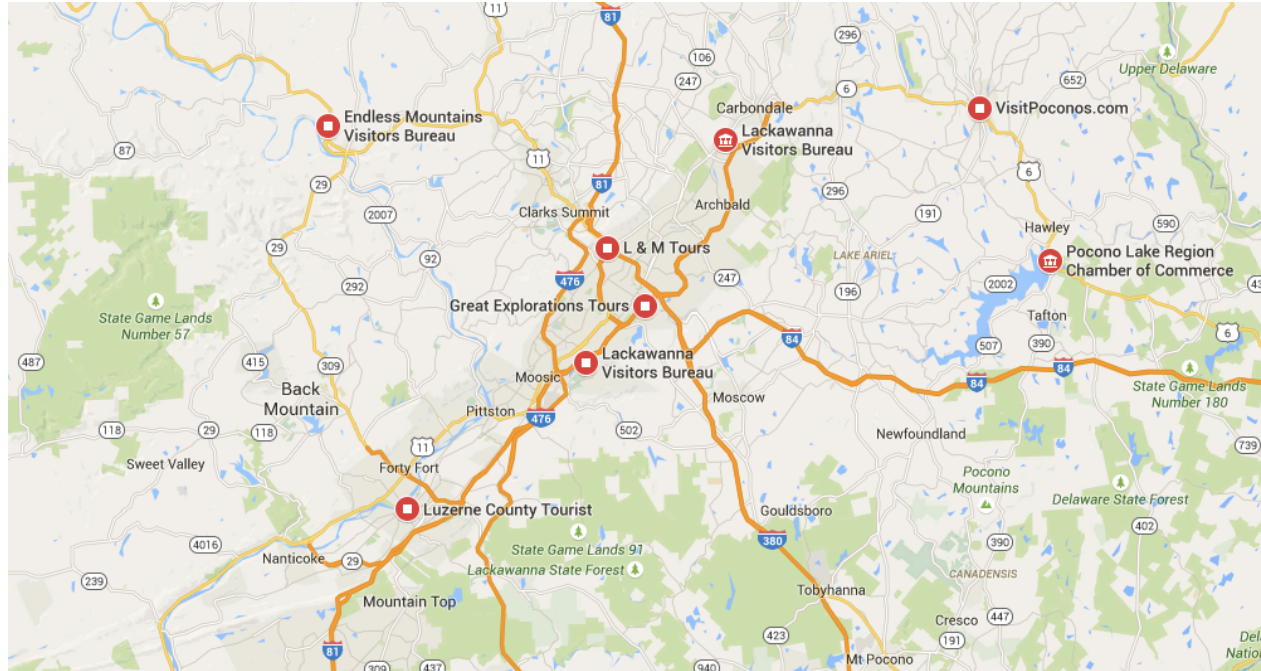 11
81
296
106
652
Upper Delaware
247
6
Carbondale
VisitPoconos.com
Endless Mountains
Visitors Bureau
Lackawanna
Visitors Bureau
87
11
6
29
81
296
Archbald
2007
Clarks Summit
191
590
Hawley
29
L & M Tours
LAKE ARIEL
Pocono Lake Region
Chamber of Commerce
92
476
247
292
196
2002
Great Explorations Tours
State Game Lands
Number 57
Tafton
6
84
507
390
487
415
309
Lackawanna
Visitors Bureau
84
84
Moosic
State Game Lands
Number 180
Back
Mountain
Moscow
Pittston
476
118
29
118
502
Newfoundland
739
11
Sweet Valley
Forty Fort
Pocono
Mountains
Delaware State Forest
Luzerne County Tourist
Gouldsboro
402
4016
State Game Lands 91
380
390
Nanticoke
29
Lackawanna State Forest
CANADENSIS
239
Tobyhanna
Mountain Top
447
Cresco
423
191
81
309
437
940
Mt Pocono